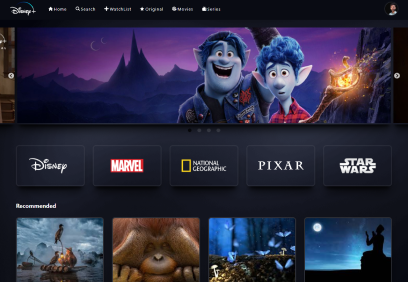 Disney+
Home Search WatchList Original Movies Series
Disney
MARVEL
NATIONAL
GEOGRAPHIC
PIXAR
STAR
WARS
Recommended